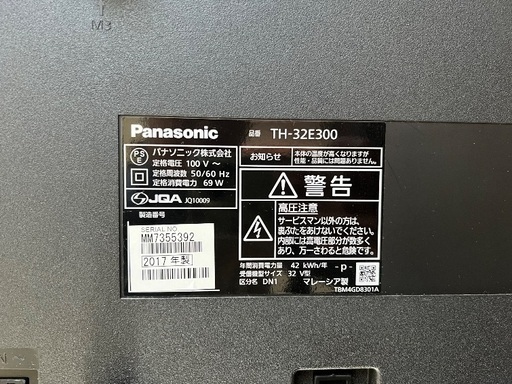 M3
Panasonic 品番 TH-32E300
PS
E
パナソニック株式会社
定格電圧 100 V ～
定格周波数 50/60 Hz
定格消費電力 69 W
お知らせ
本体の温度が高くなりますが
性能・品質には問題ありません。
JQA JQ10009
製造番号
SERIAL NO
MM7355392
2017 年製
警告
高圧注意
サービスマン以外の方は、
裏ぶたをあけないでください。
内部には高電圧部分が数多く
あり、万一さわると危険です。
年間消費電力量 42 kWh/年 -p-
受信機型サイズ 32 V型
区分名 DN1 マレーシア製
TBM4GD8301A